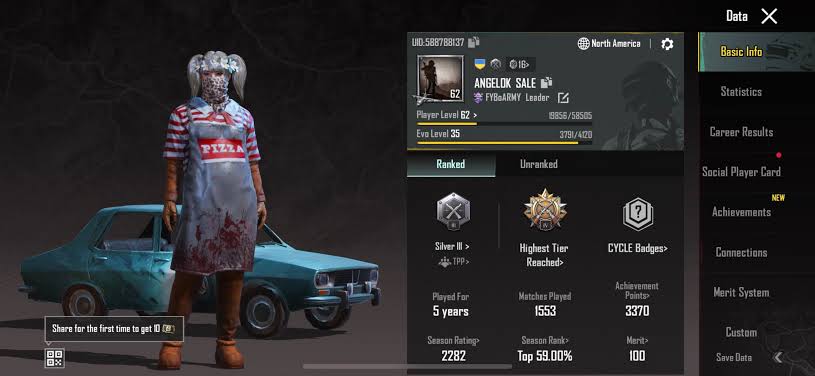 Data
UID:588788137
North America
16>
ANGELOK SALE
FYBoARMY Leader
62
Player Level 62 >
19856/58505
Evo Level 35
3791/4120
Ranked
Unranked
Silver III >
TPP>
Highest Tier
Reached>
CYCLE Badges>
Played For
5 years
Matches Played
1553
Achievement
Points>
3370
Season Rating>
2282
Season Rank>
Top 59.00%
Merit>
100
PIZZA
Share for the first time to get 10
Basic Info
Statistics
Career Results
Social Player Card
NEW
Achievements
Connections
Merit System
Custom
Save Data